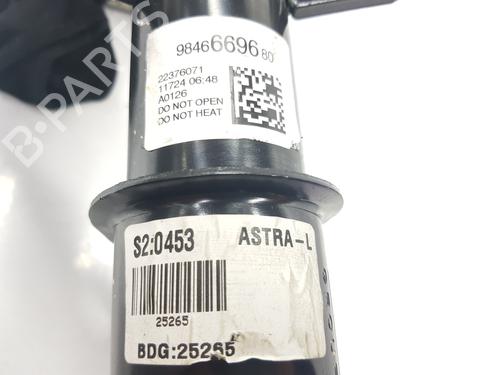 9846669680
22376071
11724 06:48
A0126
DO NOT OPEN
DO NOT HEAT
S2:0453 ASTRA-L
25265
BDG:25265
B-PARTS